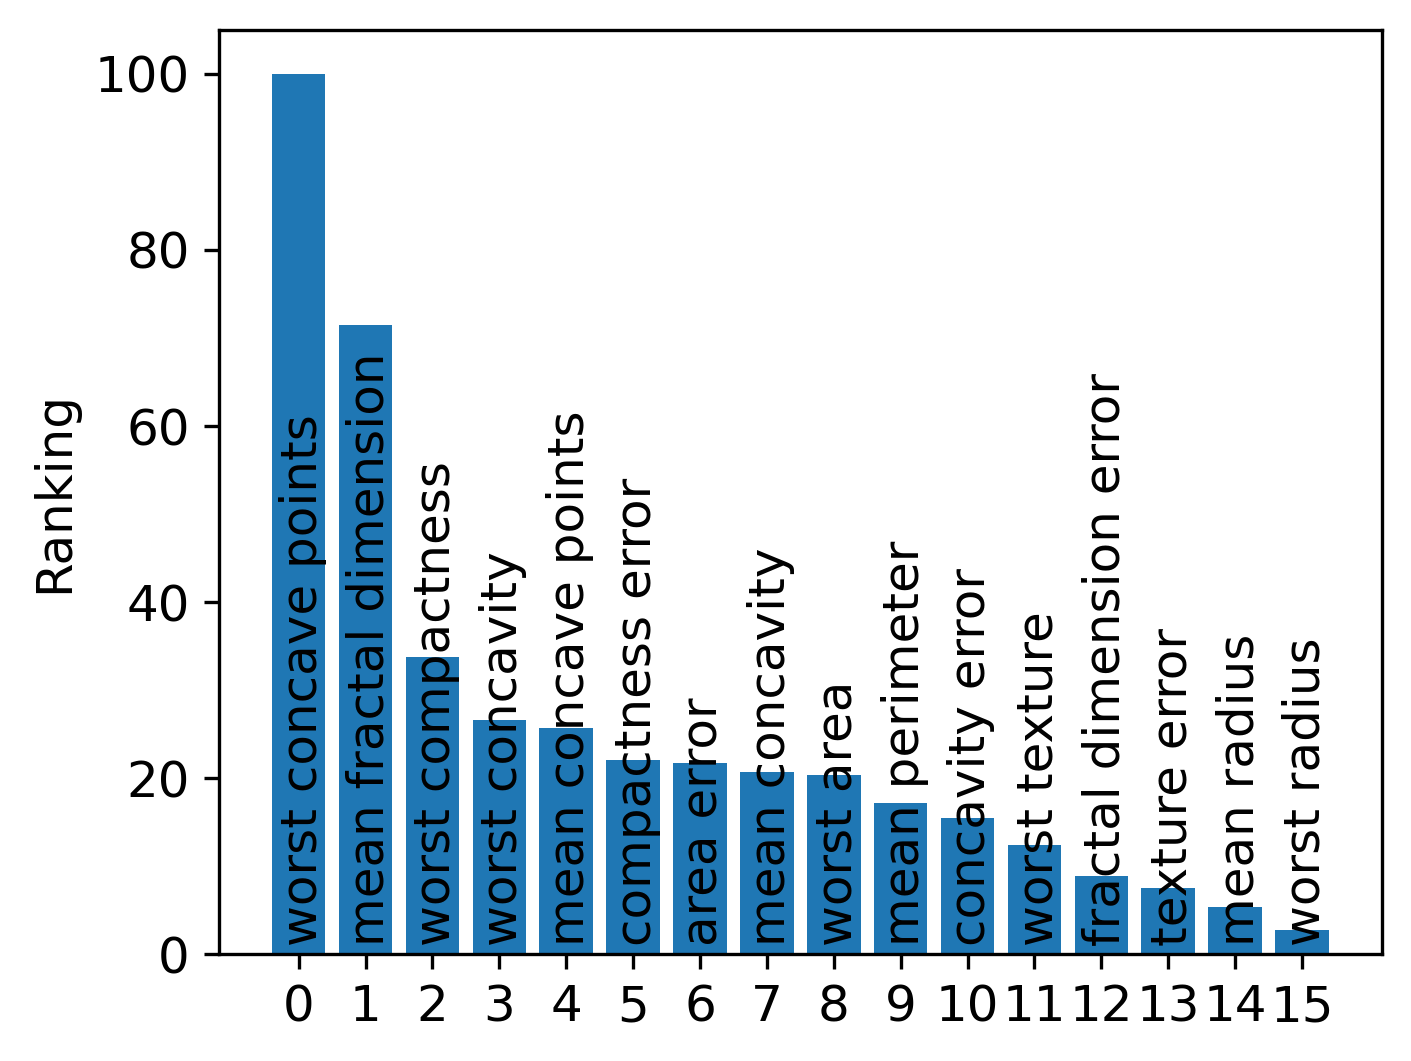 Ranking
100
80
60
40
20
0
worst concave points
mean fractal dimension
worst compactness
worst concavity
mean concave points
compactness error
area error
mean concavity
worst area
mean perimeter
concavity error
worst texture
fractal dimension error
texture error
mean radius
worst radius
0 1 2 3 4 5 6 7 8 9 10 11 12 13 14 15